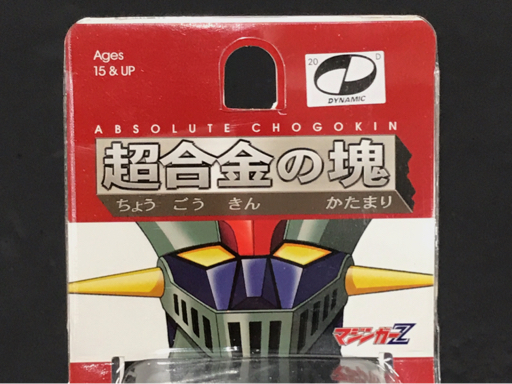 Ages
15 & UP
20 D
DYNAMIC
ABSOLUTE CHOGOKIN
超合金の塊
ちょう ごう きん かたまり
マジンガーZ